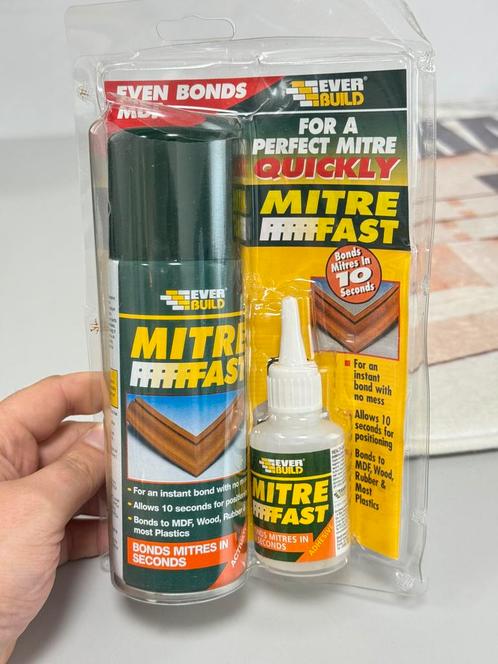 EVEN BONDS
MDF
EVER
BUILD
FOR A
PERFECT MITRE
QUICKLY
MITRE
FAST
Bonds
Mitres In
10
Seconds
For an
instant
bond with
no mess
Allows 10
seconds for
positioning
Bonds to
MDF, Wood,
Rubber &
Most
Plastics
EVER
BUILD
MITRE
FAST
For an instant bond with no
Allows 10 seconds for
Bonds to MDF, Wood, Rubber
most Plastics
BONDS MITRES IN
SECONDS
EVER
BUILD
MITRE
FAST
BONDS MITRES IN
SECONDS
ADHESIVE